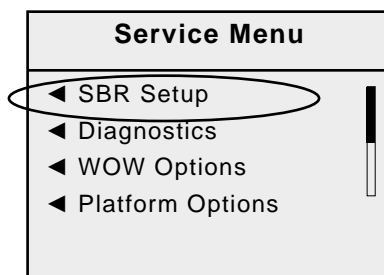 Service Menu
◄ SBR Setup
◄ Diagnostics
◄ WOW Options
◄ Platform Options